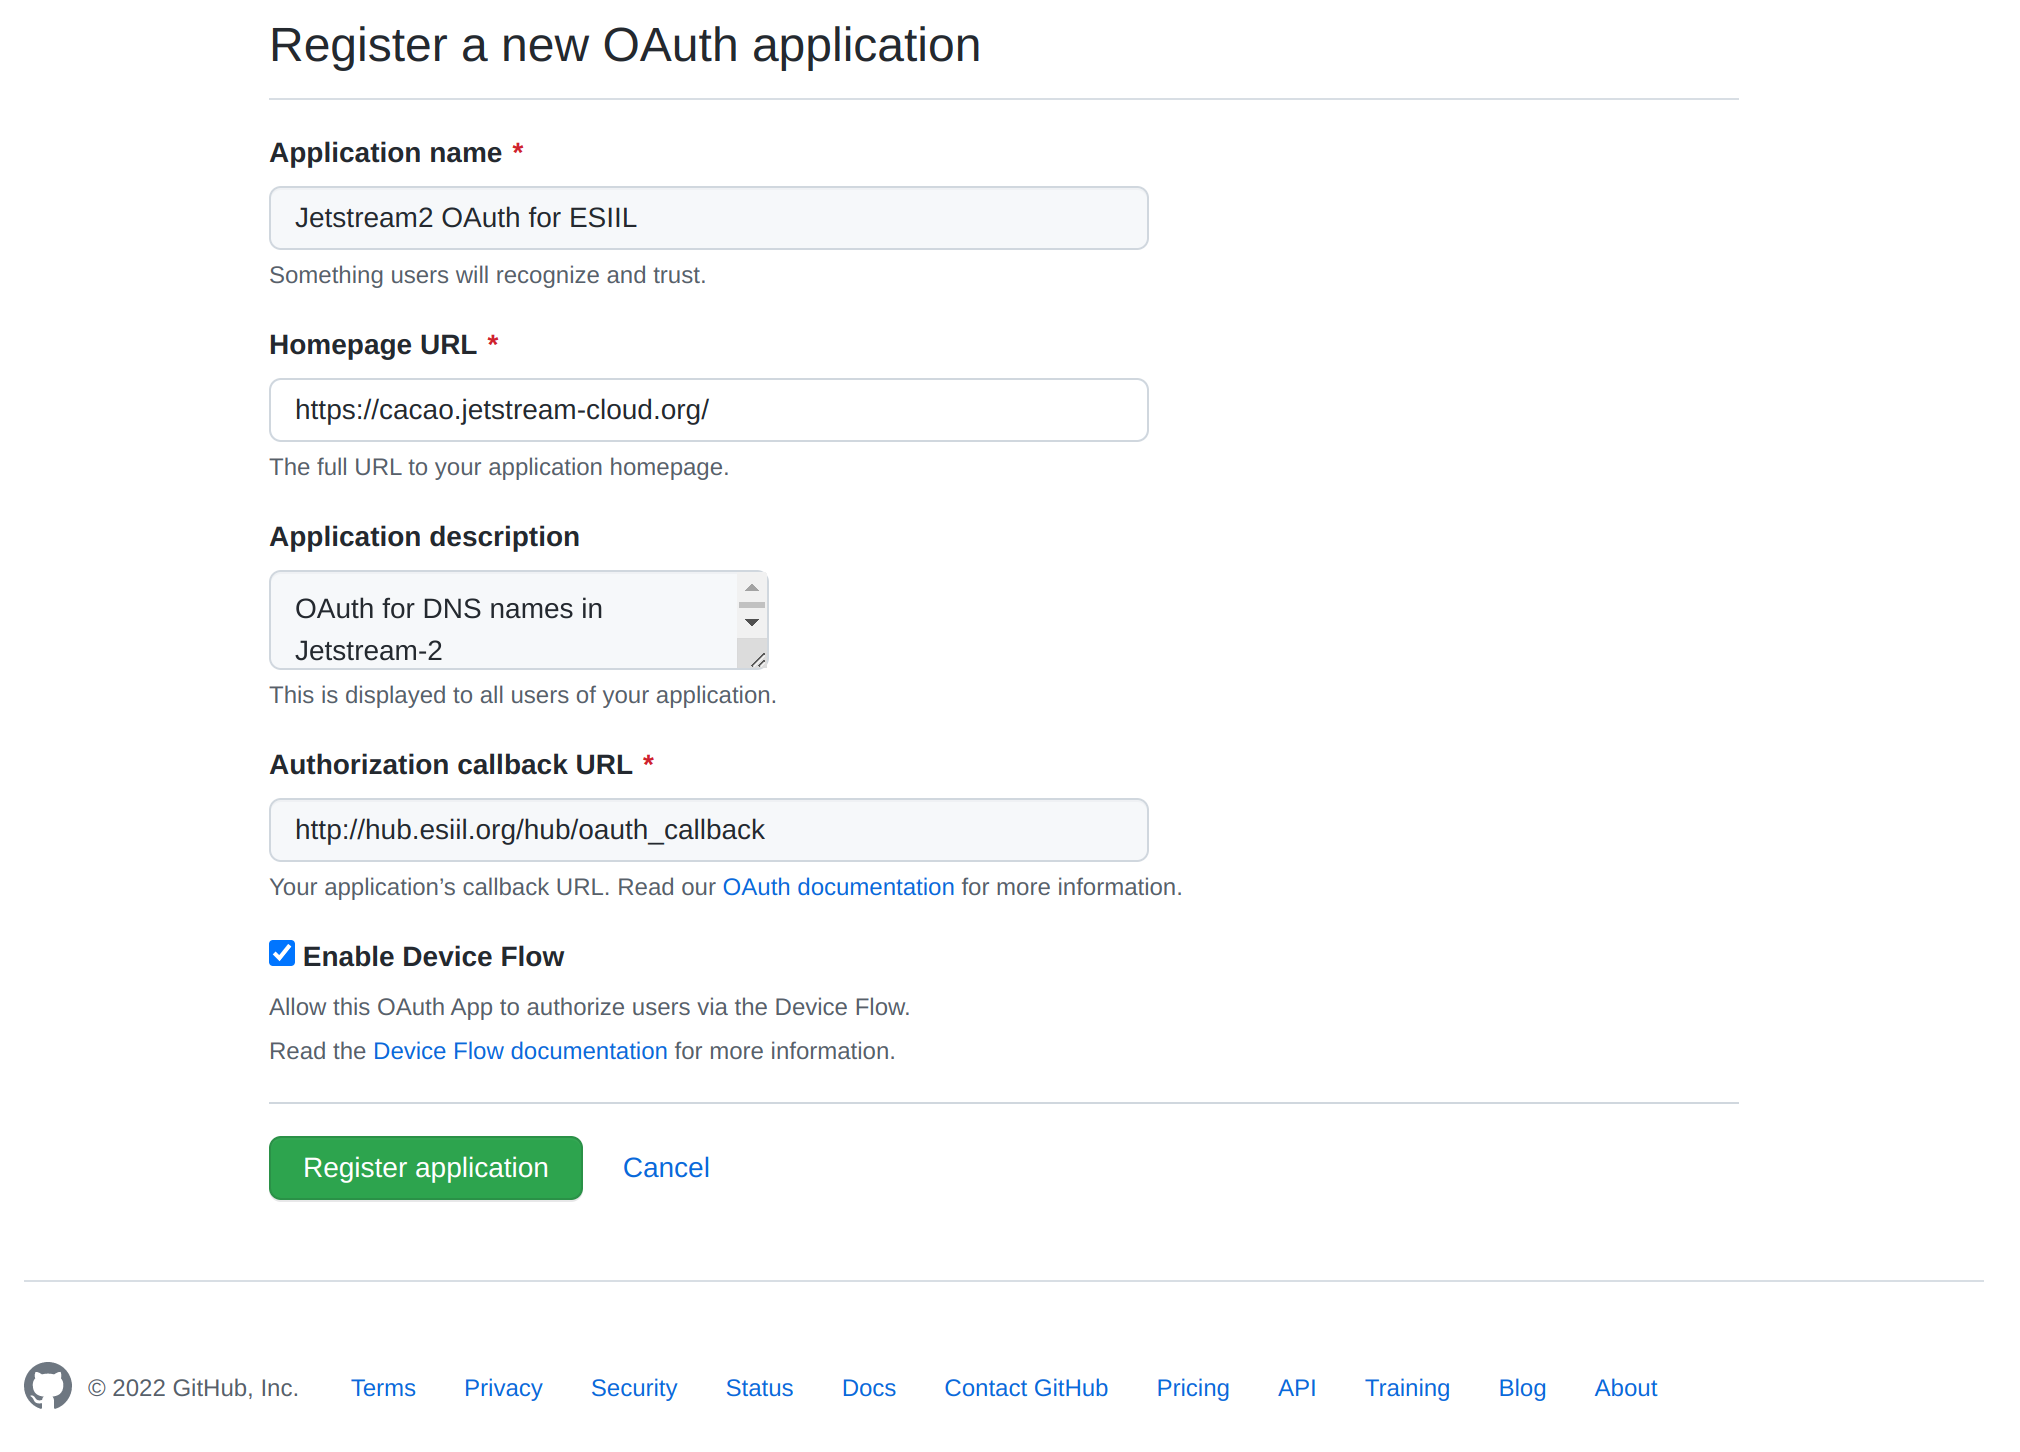 Register a new OAuth application
Application name *
Jetstream2 OAuth for ESIIL
Something users will recognize and trust.
Homepage URL *
https://cacao.jetstream-cloud.org/
The full URL to your application homepage.
Application description
OAuth for DNS names in
Jetstream-2
This is displayed to all users of your application.
Authorization callback URL *
http://hub.esiil.org/hub/oauth_callback
Your application’s callback URL. Read our OAuth documentation for more information.
Enable Device Flow
Allow this OAuth App to authorize users via the Device Flow.
Read the Device Flow documentation for more information.
Register application Cancel
© 2022 GitHub, Inc. Terms Privacy Security Status Docs Contact GitHub Pricing API Training Blog About